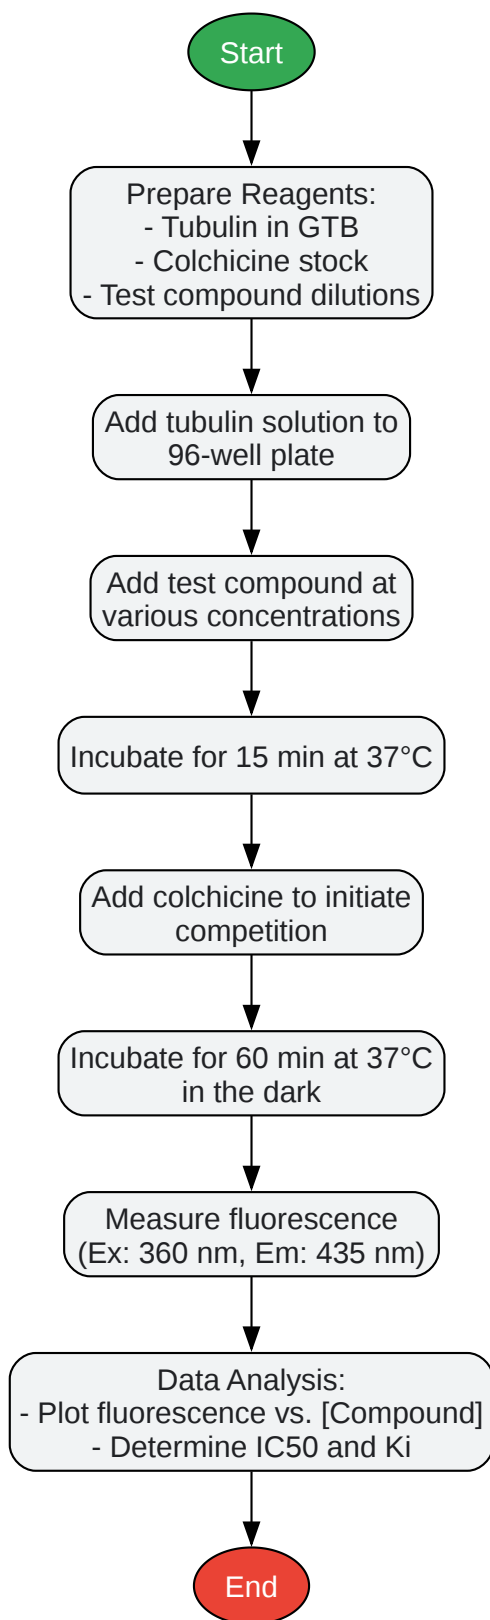 Start
Prepare Reagents:
- Tubulin in GTB
- Colchicine stock
- Test compound dilutions
Add tubulin solution to
96-well plate
Add test compound at
various concentrations
Incubate for 15 min at 37°C
Add colchicine to initiate
competition
Incubate for 60 min at 37°C
in the dark
Measure fluorescence
(Ex: 360 nm, Em: 435 nm)
Data Analysis:
- Plot fluorescence vs. [Compound]
- Determine IC50 and Ki
End